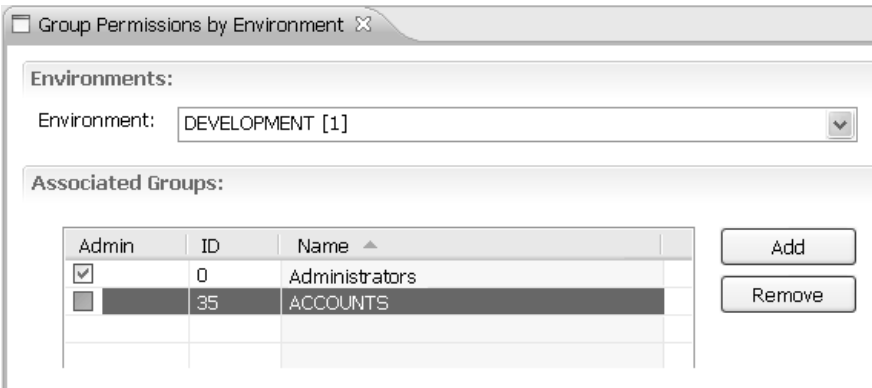 Group Permissions by Environment
Environments:
Environment: DEVELOPMENT [1]
Associated Groups:
Admin ID Name
0 Administrators
35 ACCOUNTS
Add
Remove